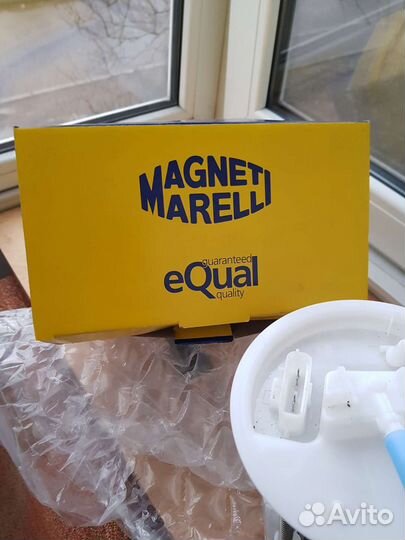 MAGNETI
MARELLI
guaranteed
eQual
quality
Avito